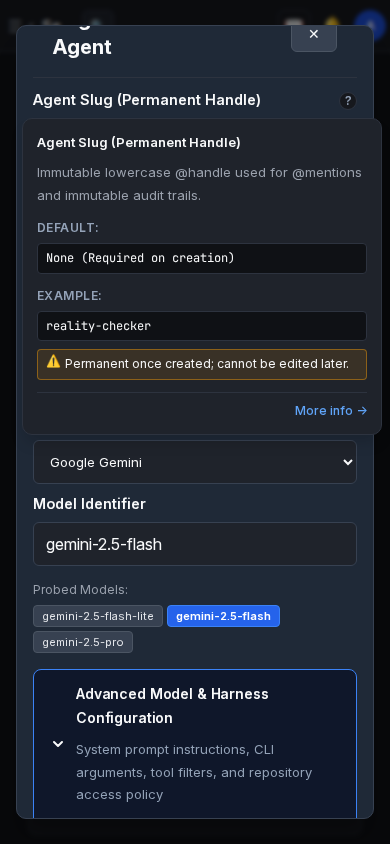 Agent
✕
Agent Slug (Permanent Handle)
?
Agent Slug (Permanent Handle)
Immutable lowercase @handle used for @mentions
and immutable audit trails.
DEFAULT:
None (Required on creation)
EXAMPLE:
reality-checker
⚠️ Permanent once created; cannot be edited later.
More info →
Google Gemini
Model Identifier
gemini-2.5-flash
Probed Models:
gemini-2.5-flash-lite
gemini-2.5-flash
gemini-2.5-pro
Advanced Model & Harness
Configuration
System prompt instructions, CLI
arguments, tool filters, and repository
access policy